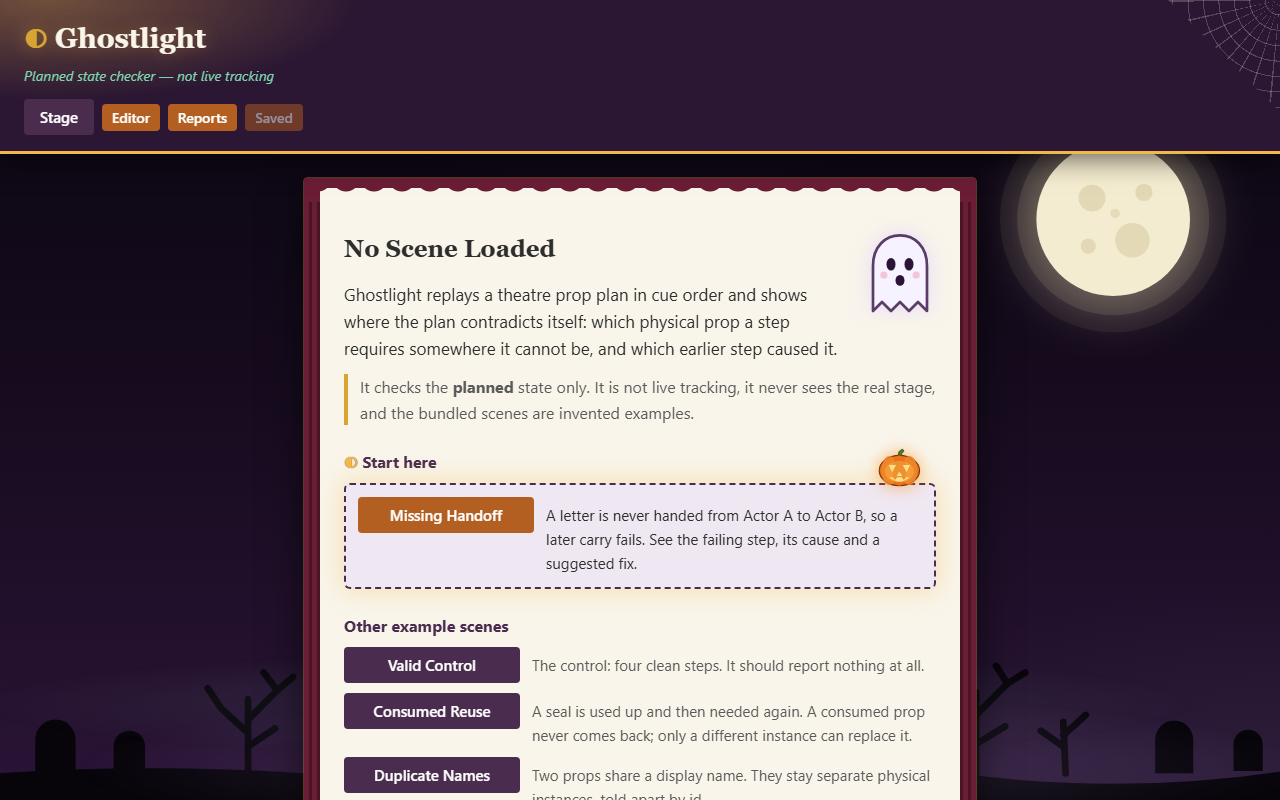 Ghostlight
Planned state checker — not live tracking
Stage
Editor
Reports
Saved
No Scene Loaded
Ghostlight replays a theatre prop plan in cue order and shows
where the plan contradicts itself: which physical prop a step
requires somewhere it cannot be, and which earlier step caused it.
It checks the planned state only. It is not live tracking, it never sees the real stage,
and the bundled scenes are invented examples.
Start here
Missing Handoff
A letter is never handed from Actor A to Actor B, so a
later carry fails. See the failing step, its cause and a
suggested fix.
Other example scenes
Valid Control
The control: four clean steps. It should report nothing at all.
Consumed Reuse
A seal is used up and then needed again. A consumed prop
never comes back; only a different instance can replace it.
Duplicate Names
Two props share a display name. They stay separate physical
instances, told apart by id.